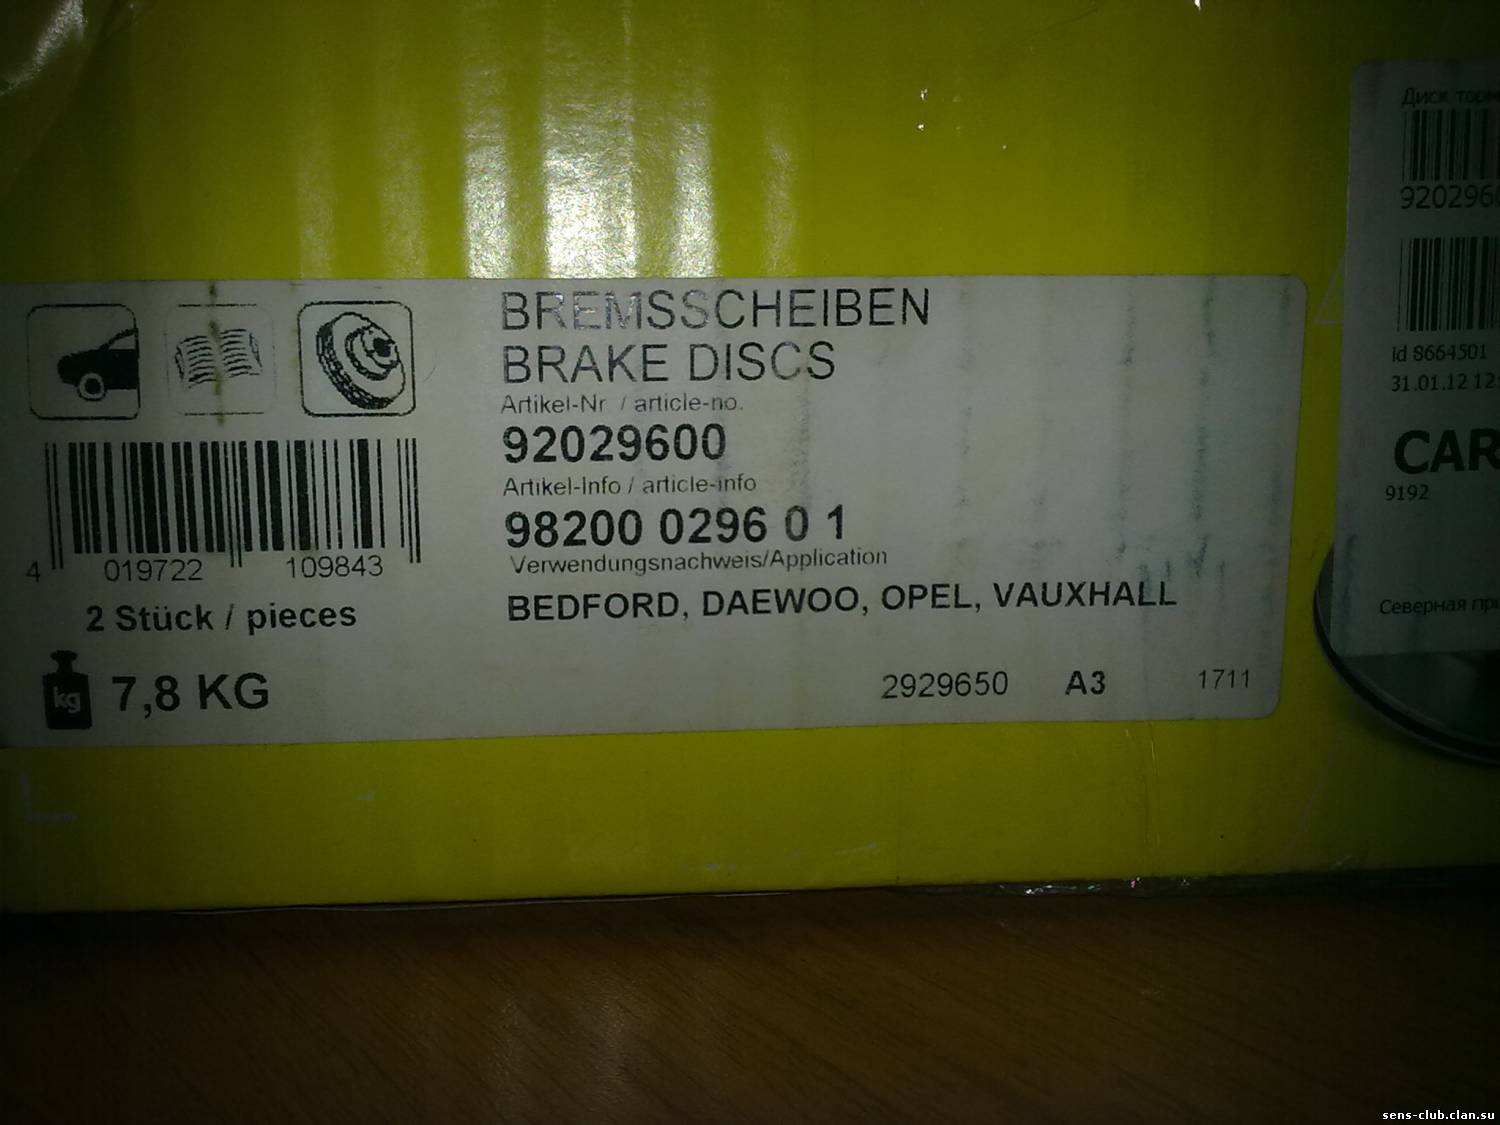 BREMSSCHEIBEN
BRAKE DISCS
Artikel-Nr / article-no.
92029600
Artikel-Info / article-info
98200 0296 0 1
Verwendungsnachweis/Application
BEDFORD, DAEWOO, OPEL, VAUXHALL
4 019722 109843
2 Stück / pieces
kg 7,8 KG
2929650 A3 1711
Диск
id 8664501
31.01.12
CAR
9192
Северная
sens-club.clan.su